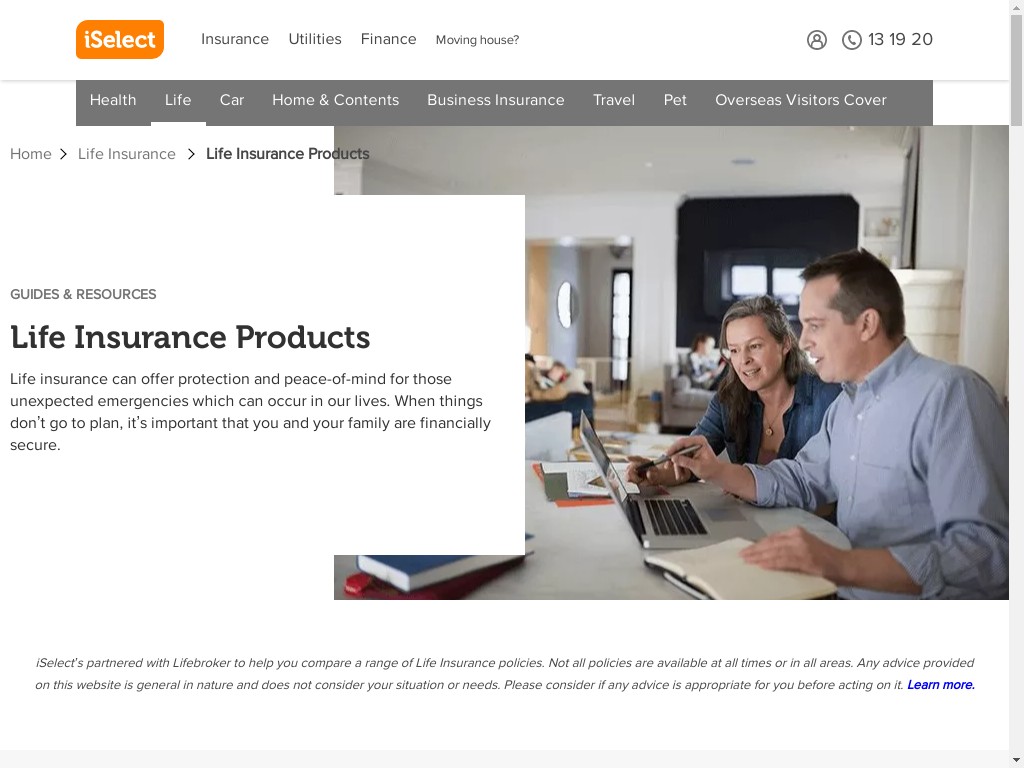 iSelect
Insurance Utilities Finance Moving house?
13 19 20
Health Life Car Home & Contents Business Insurance Travel Pet Overseas Visitors Cover
Home Life Insurance Life Insurance Products
GUIDES & RESOURCES
Life Insurance Products
Life insurance can offer protection and peace-of-mind for those
unexpected emergencies which can occur in our lives. When things
don't go to plan, it's important that you and your family are financially
secure.
iSelect's partnered with Lifebroker to help you compare a range of Life Insurance policies. Not all policies are available at all times or in all areas. Any advice provided
on this website is general in nature and does not consider your situation or needs. Please consider if any advice is appropriate for you before acting on it. Learn more.